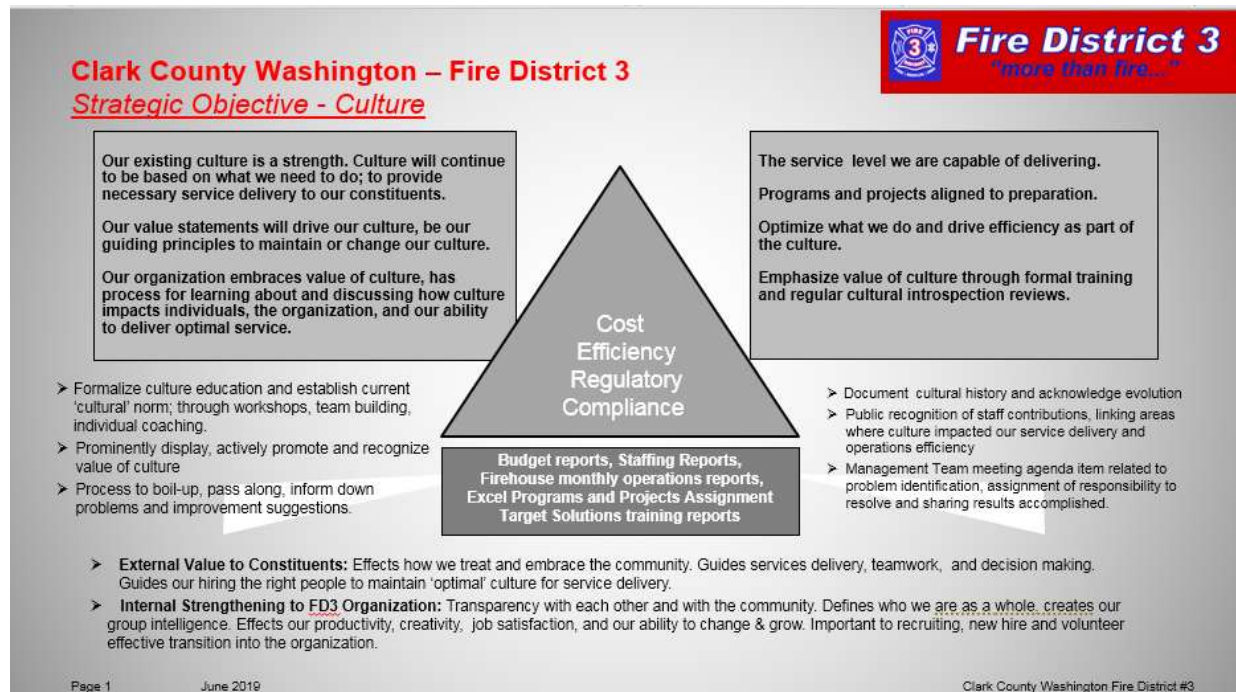 Fire District 3
"more than fire..."
FIRE
3
Clark County Washington – Fire District 3
Strategic Objective - Culture
Our existing culture is a strength. Culture will continue
to be based on what we need to do; to provide
necessary service delivery to our constituents.
Our value statements will drive our culture, be our
guiding principles to maintain or change our culture.
Our organization embraces value of culture, has
process for learning about and discussing how culture
impacts individuals, the organization, and our ability
to deliver optimal service.
The service level we are capable of delivering.
Programs and projects aligned to preparation.
Optimize what we do and drive efficiency as part of
the culture.
Emphasize value of culture through formal training
and regular cultural introspection reviews.
Cost
Efficiency
Regulatory
Compliance
➢ Formalize culture education and establish current
'cultural' norm; through workshops, team building,
individual coaching.
➢ Prominently display, actively promote and recognize
value of culture
➢ Process to boil-up, pass along, inform down
problems and improvement suggestions.
Budget reports, Staffing Reports,
Firehouse monthly operations reports,
Excel Programs and Projects Assignment
Target Solutions training reports
➢ Document cultural history and acknowledge evolution
➢ Public recognition of staff contributions, linking areas
where culture impacted our service delivery and
operations efficiency
➢ Management Team meeting agenda item related to
problem identification, assignment of responsibility to
resolve and sharing results accomplished.
➢ External Value to Constituents: Effects how we treat and embrace the community. Guides services delivery, teamwork, and decision making.
Guides our hiring the right people to maintain 'optimal' culture for service delivery.
➢ Internal Strengthening to FD3 Organization: Transparency with each other and with the community. Defines who we are as a whole, creates our
group intelligence. Effects our productivity, creativity, job satisfaction, and our ability to change & grow. Important to recruiting, new hire and volunteer
effective transition into the organization.
Page 1 June 2019 Clark County Washington Fire District #3